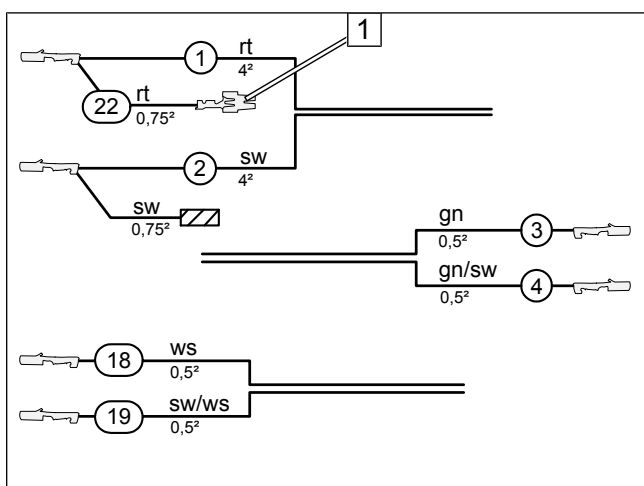 1
1 rt
4²
22 rt
0,75²
2 sw
4²
sw
0,75²
gn 3
0,5²
gn/sw 4
0,5²
18 ws
0,5²
19 sw/ws
0,5²